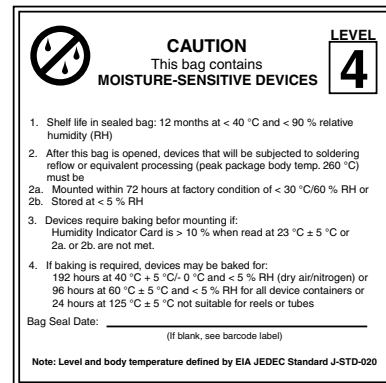 LEVEL
4
CAUTION
This bag contains
MOISTURE-SENSITIVE DEVICES
1. Shelf life in sealed bag: 12 months at < 40 °C and < 90 % relative
humidity (RH)
2. After this bag is opened, devices that will be subjected to soldering
reflow or equivalent processing (peak package body temp. 260 °C)
must be
2a. Mounted within 72 hours at factory condition of < 30 °C/60 % RH or
2b. Stored at < 5 % RH
3. Devices require baking befor mounting if:
Humidity Indicator Card is > 10 % when read at 23 °C ± 5 °C or
2a. or 2b. are not met.
4. If baking is required, devices may be baked for:
192 hours at 40 °C + 5 °C/- 0 °C and < 5 % RH (dry air/nitrogen) or
96 hours at 60 °C ± 5 °C and < 5 % RH for all device containers or
24 hours at 125 °C ± 5 °C not suitable for reels or tubes
Bag Seal Date:
(If blank, see barcode label)
Note: Level and body temperature defined by EIA JEDEC Standard J-STD-020